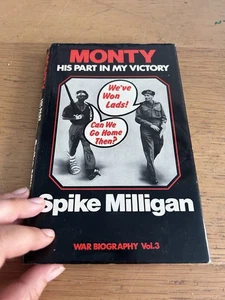 MONTY
HIS PART IN MY VICTORY
We've
Won
Lads!
Can We
Go Home
Then?
Spike Milligan
WAR BIOGRAPHY Vol.3